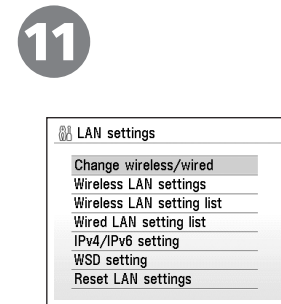 11
LAN settings
Change wireless/wired
Wireless LAN settings
Wireless LAN setting list
Wired LAN setting list
IPv4/IPv6 setting
WSD setting
Reset LAN settings